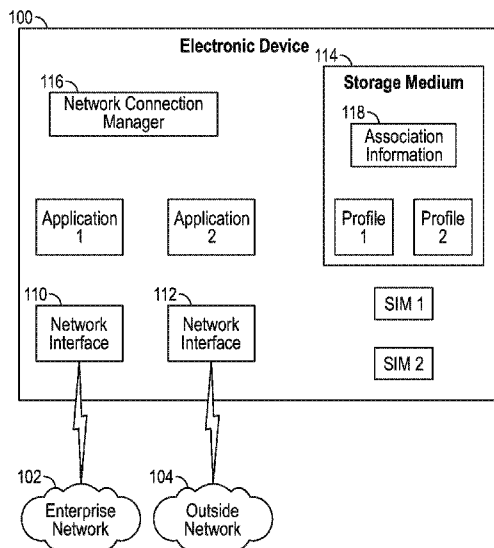 100
Electronic Device
116
Network Connection
Manager
114
Storage Medium
118
Association
Information
Application
1
Application
2
Profile
1
Profile
2
110
Network
Interface
112
Network
Interface
SIM 1
SIM 2
102
Enterprise
Network
104
Outside
Network